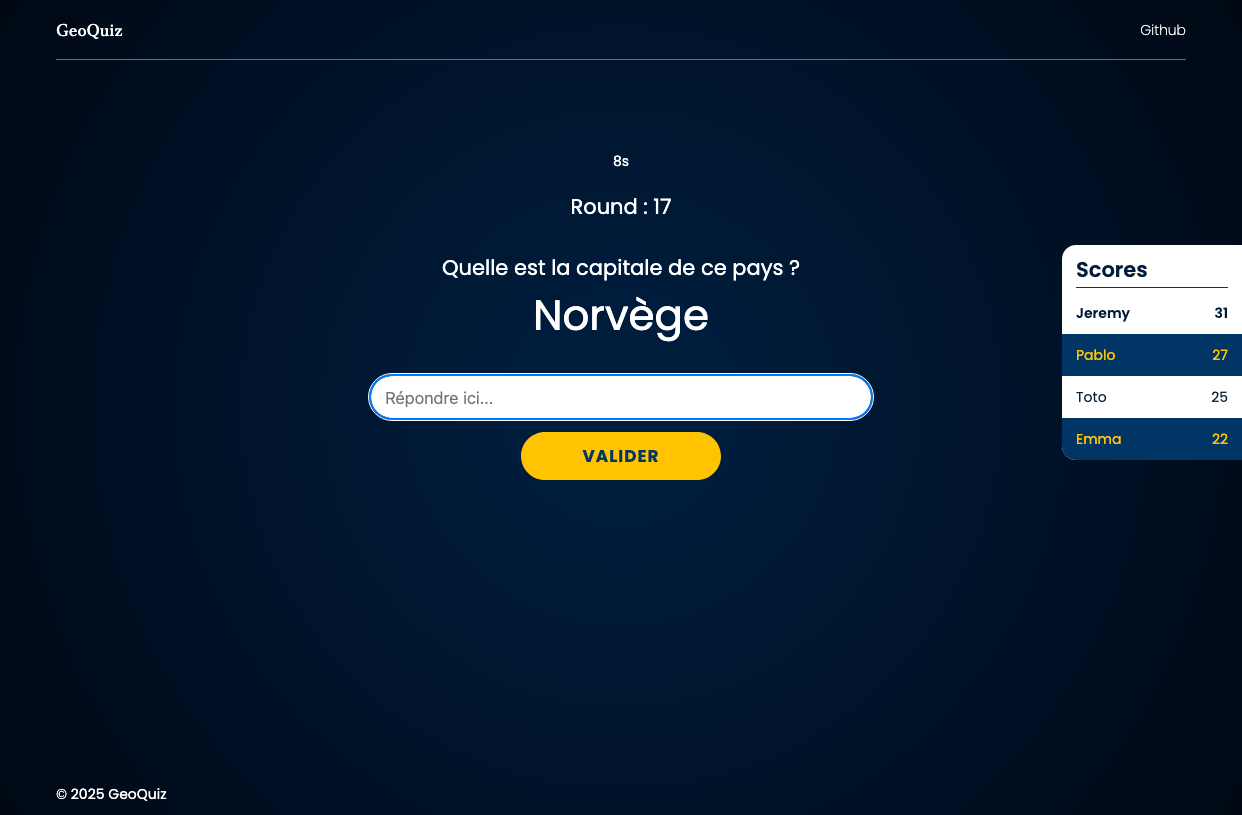 GeoQuiz
Github
8s
Round : 17
Quelle est la capitale de ce pays ?
Norvège
Répondre ici...
VALIDER
Scores
Jeremy 31
Pablo 27
Toto 25
Emma 22
© 2025 GeoQuiz